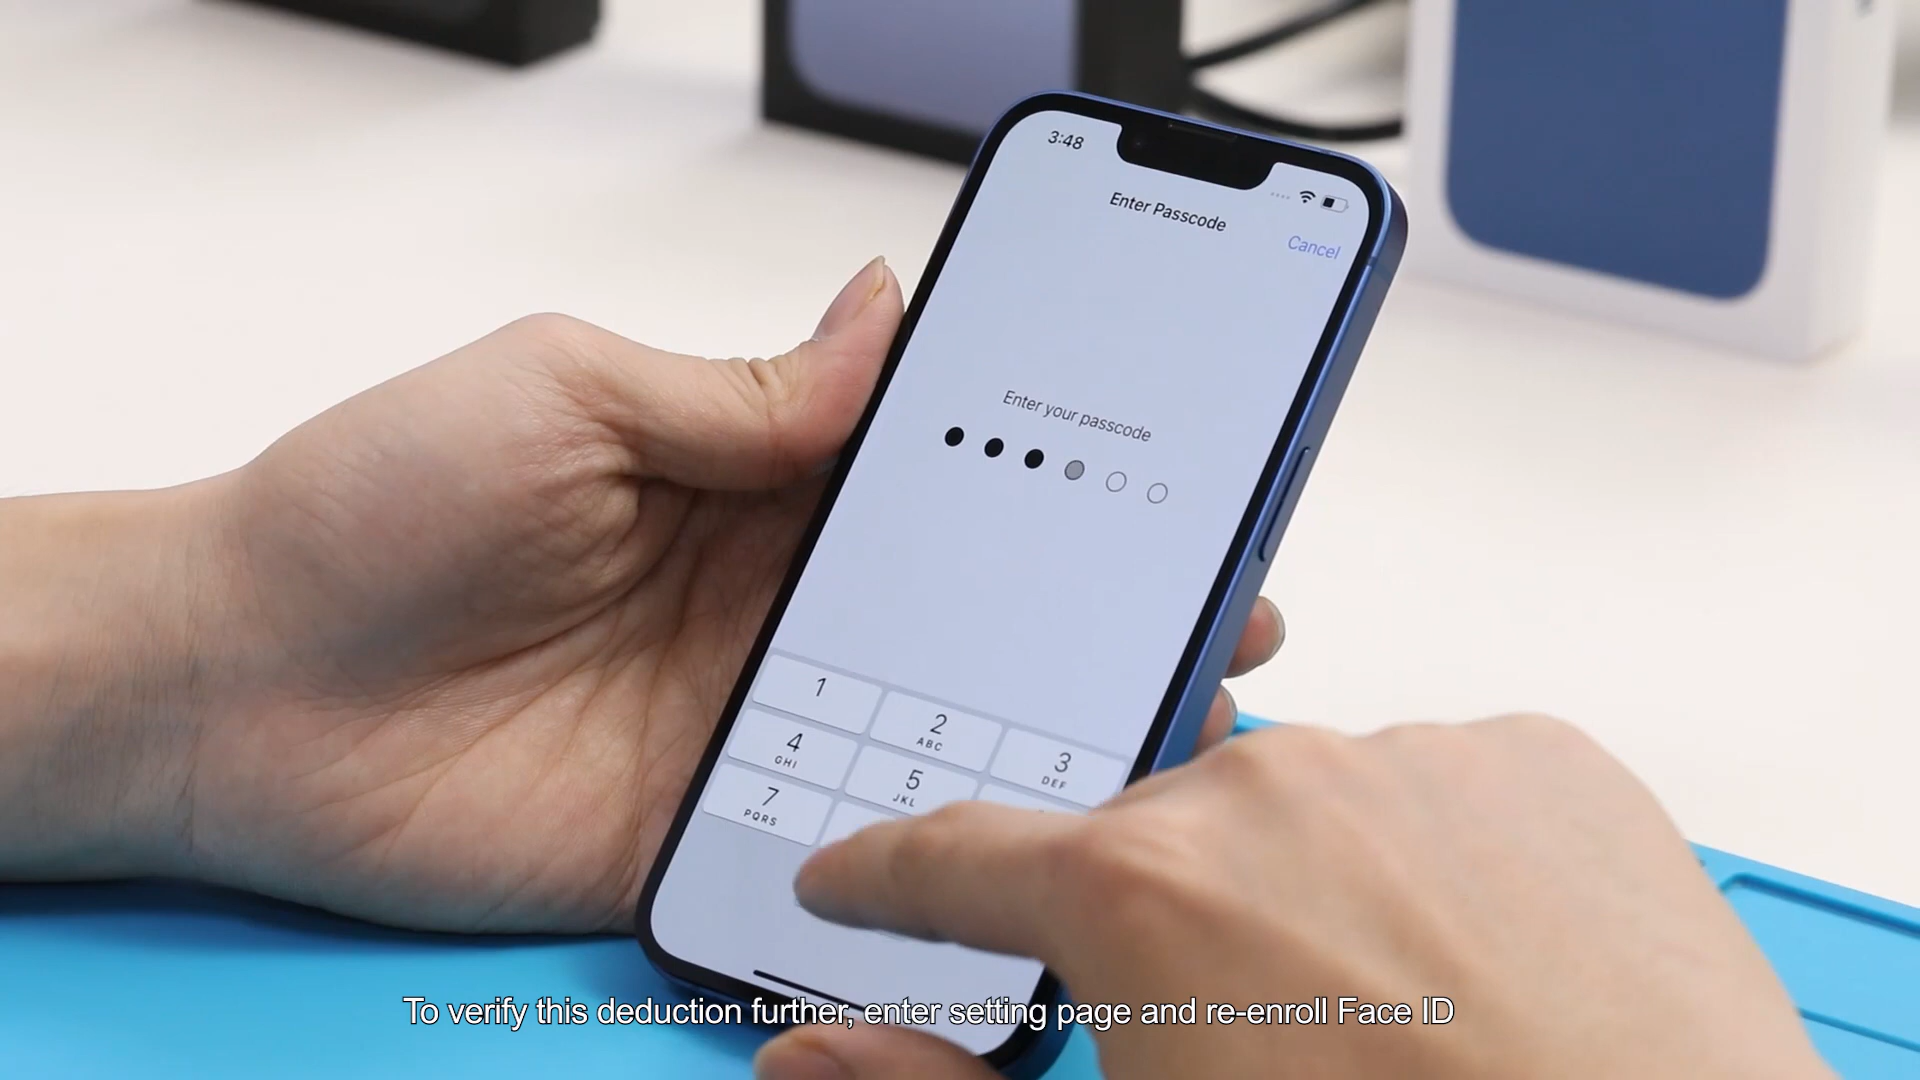 3:48
Enter Passcode
Cancel
Enter your passcode
1
2
ABC
3
DEF
4
GHI
5
JKL
7
PQRS
To verify this deduction further, enter setting page and re-enroll Face ID